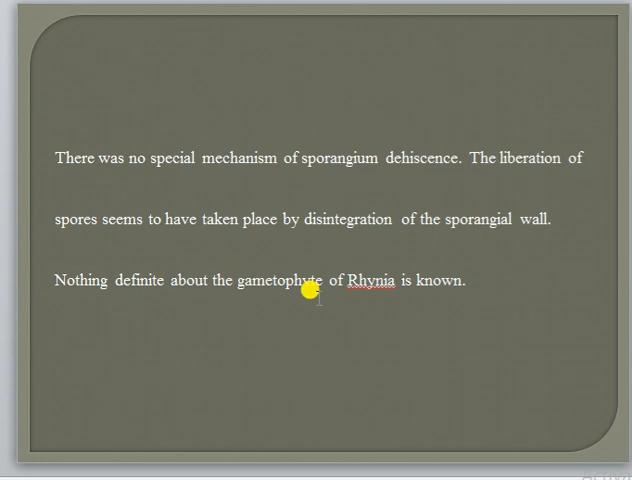 There was no special mechanism of sporangium dehiscence. The liberation of
spores seems to have taken place by disintegration of the sporangial wall.
Nothing definite about the gametophyte of Rhynia is known.